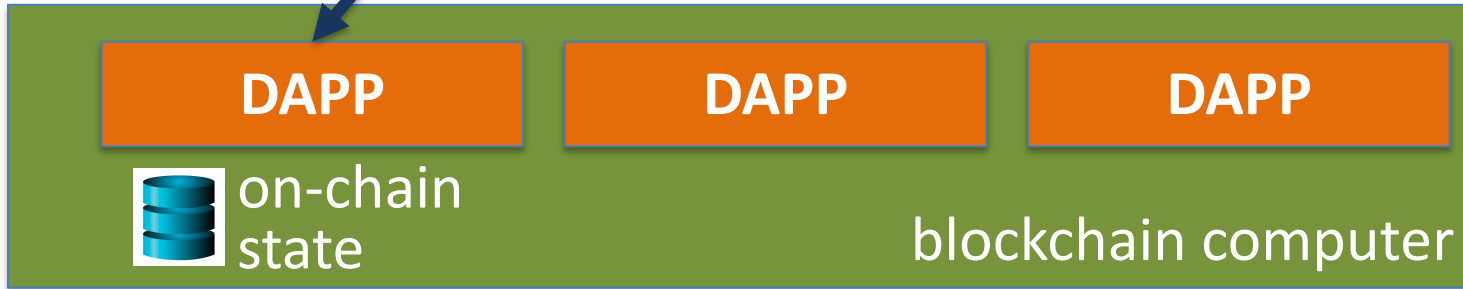 DAPP
DAPP
DAPP
on-chain
state
blockchain computer